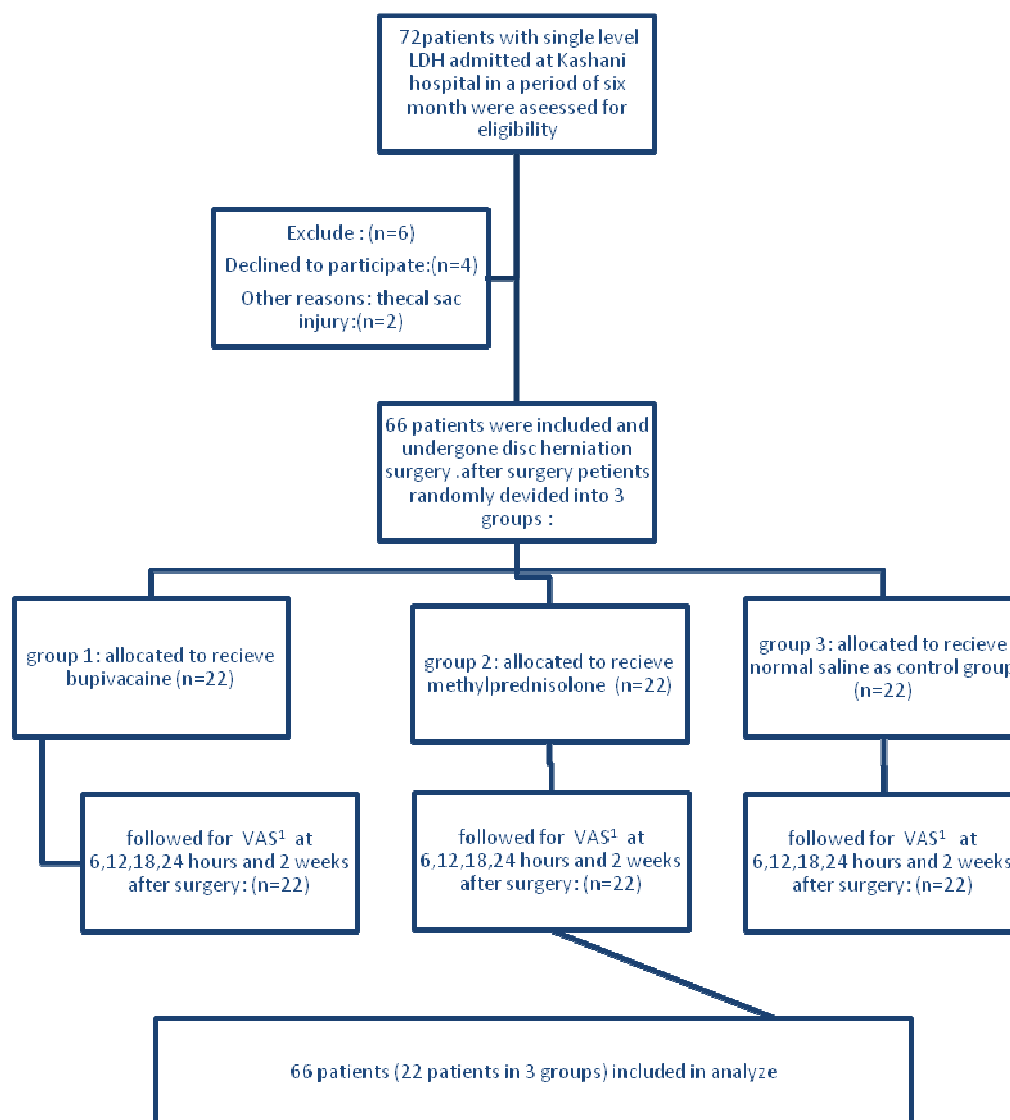 72patients with single level
LDH admitted at Kashani
hospital in a period of six
month were aseessed for
eligibility
Exclude : (n=6)
Declined to participate:(n=4)
Other reasons: thecal sac
injury:(n=2)
66 patients were included and
undergone disc herniation
surgery .after surgery petients
randomly devided into 3
groups :
group 1: allocated to recieve
bupivacaine (n=22)
group 2: allocated to recieve
methylprednisolone (n=22)
group 3: allocated to recieve
normal saline as control group
(n=22)
followed for VAS¹ at
6,12,18,24 hours and 2 weeks
after surgery: (n=22)
followed for VAS¹ at
6,12,18,24 hours and 2 weeks
after surgery: (n=22)
followed for VAS¹ at
6,12,18,24 hours and 2 weeks
after surgery: (n=22)
66 patients (22 patients in 3 groups) included in analyze